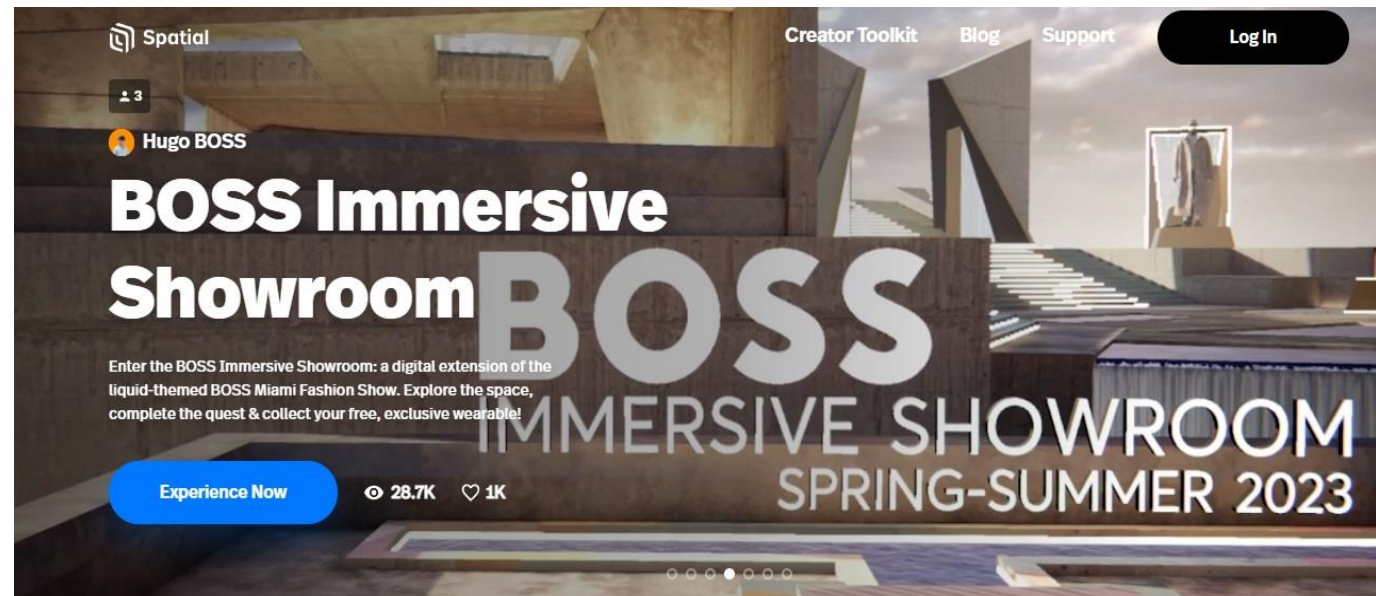 Spatial
Creator Toolkit Blog Support Log In
3
Hugo BOSS
BOSS Immersive
Showroom
Enter the BOSS Immersive Showroom: a digital extension of the
liquid-themed BOSS Miami Fashion Show. Explore the space,
complete the quest & collect your free, exclusive wearable!
Experience Now 28.7K 1K
BOSS
IMMERSIVE SHOWROOM
SPRING-SUMMER 2023